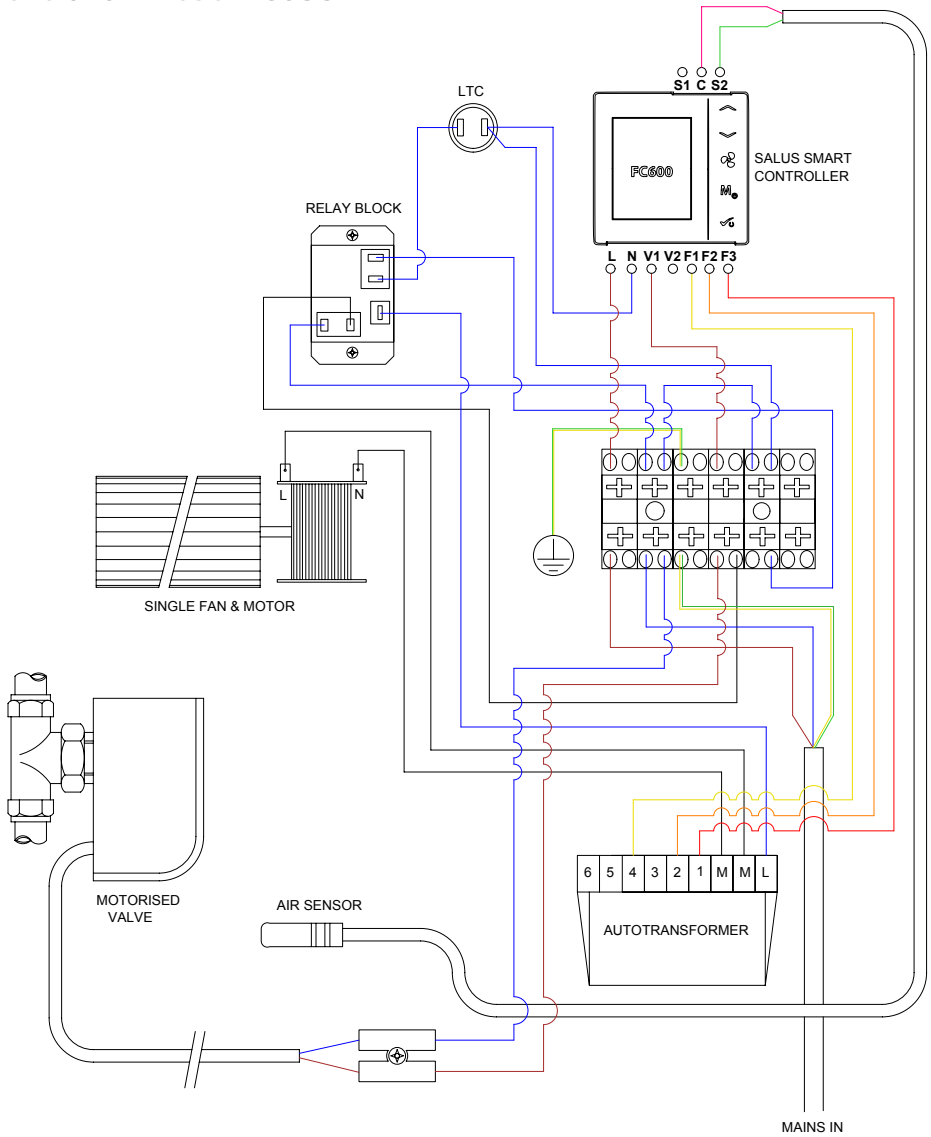 S1 C S2
LTC
FC600
M
SALUS SMART
CONTROLLER
RELAY BLOCK
L N V1 V2 F1 F2 F3
L
N
SINGLE FAN & MOTOR
6 5 4 3 2 1 M M L
AUTOTRANSFORMER
MOTORISED
VALVE
AIR SENSOR
MAINS IN